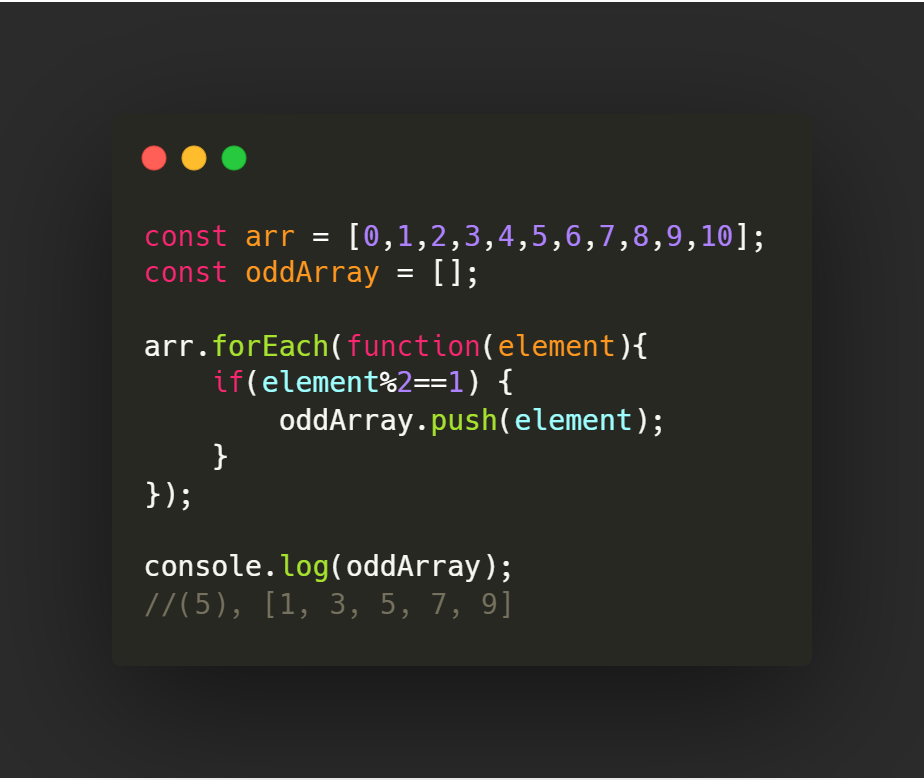 const arr = [0,1,2,3,4,5,6,7,8,9,10];
const oddArray = [];

arr.forEach(function(element){
    if(element%2==1) {
        oddArray.push(element);
    }
});

console.log(oddArray);
//(5), [1, 3, 5, 7, 9]